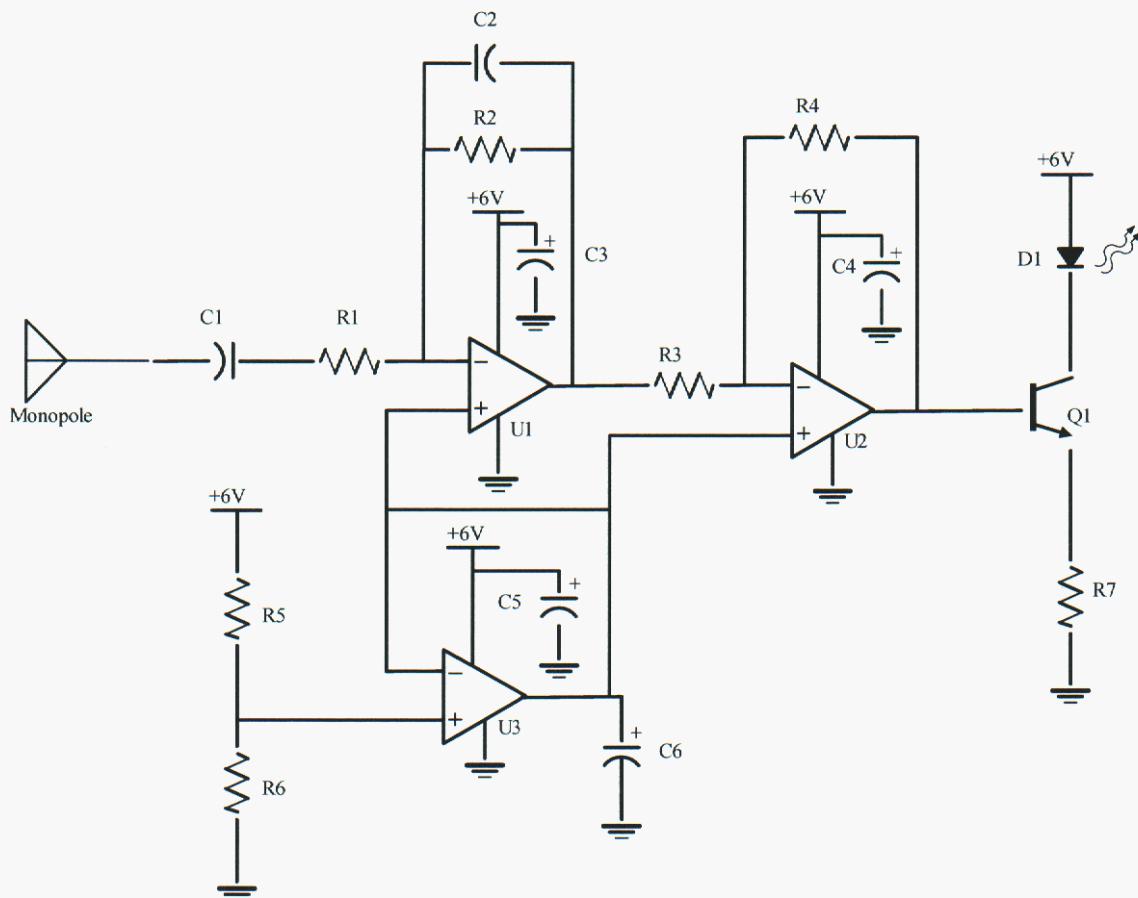 C2
R2
R4
+6V
+6V
+6V
+
C3
+
C4
D1
C1
R1
R3
−
+
U1
−
+
U2
Q1
Monopole
+6V
+6V
R5
C5
+
R7
−
+
U3
+
C6
R6